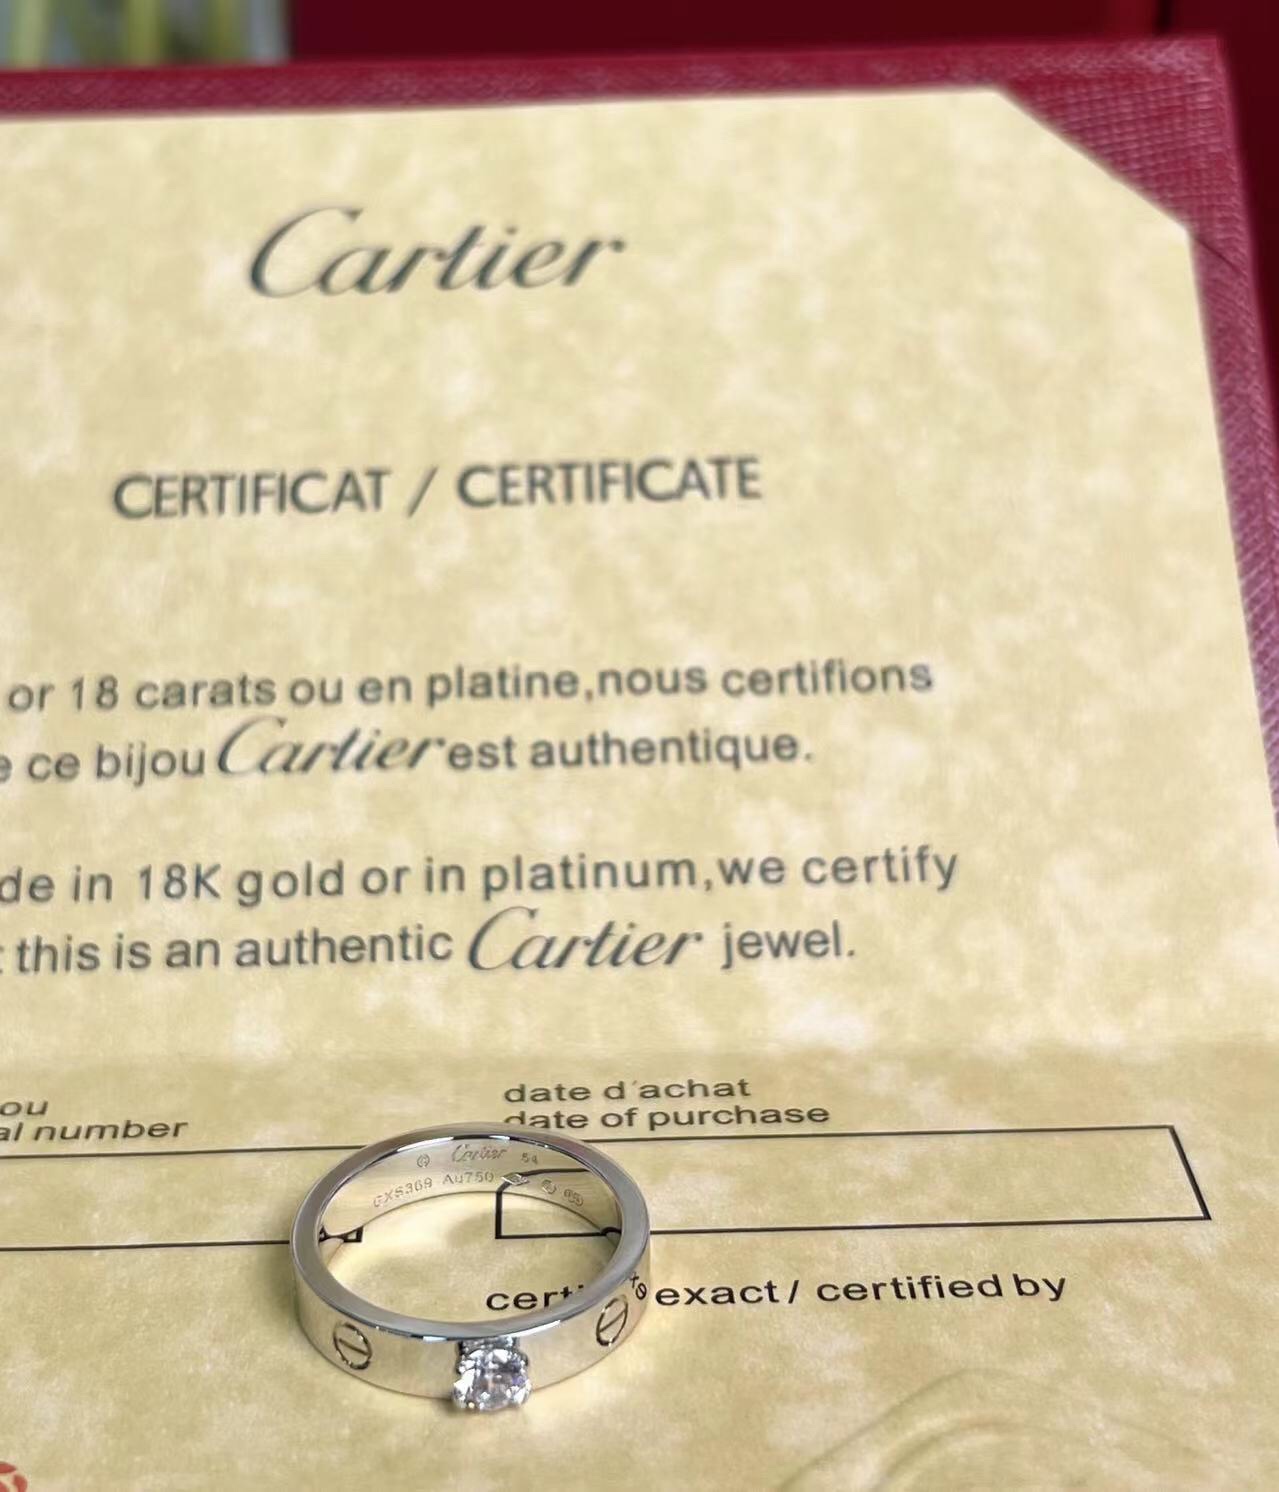 Cartier
CERTIFICAT / CERTIFICATE
or 18 carats ou en platine,nous certifions
ce bijou Cartier est authentique.
de in 18K gold or in platinum,we certify
this is an authentic Cartier jewel.
ou
al number
date d'achat
date of purchase
© Cartier 54
GXS369 Au750
exact / certified by